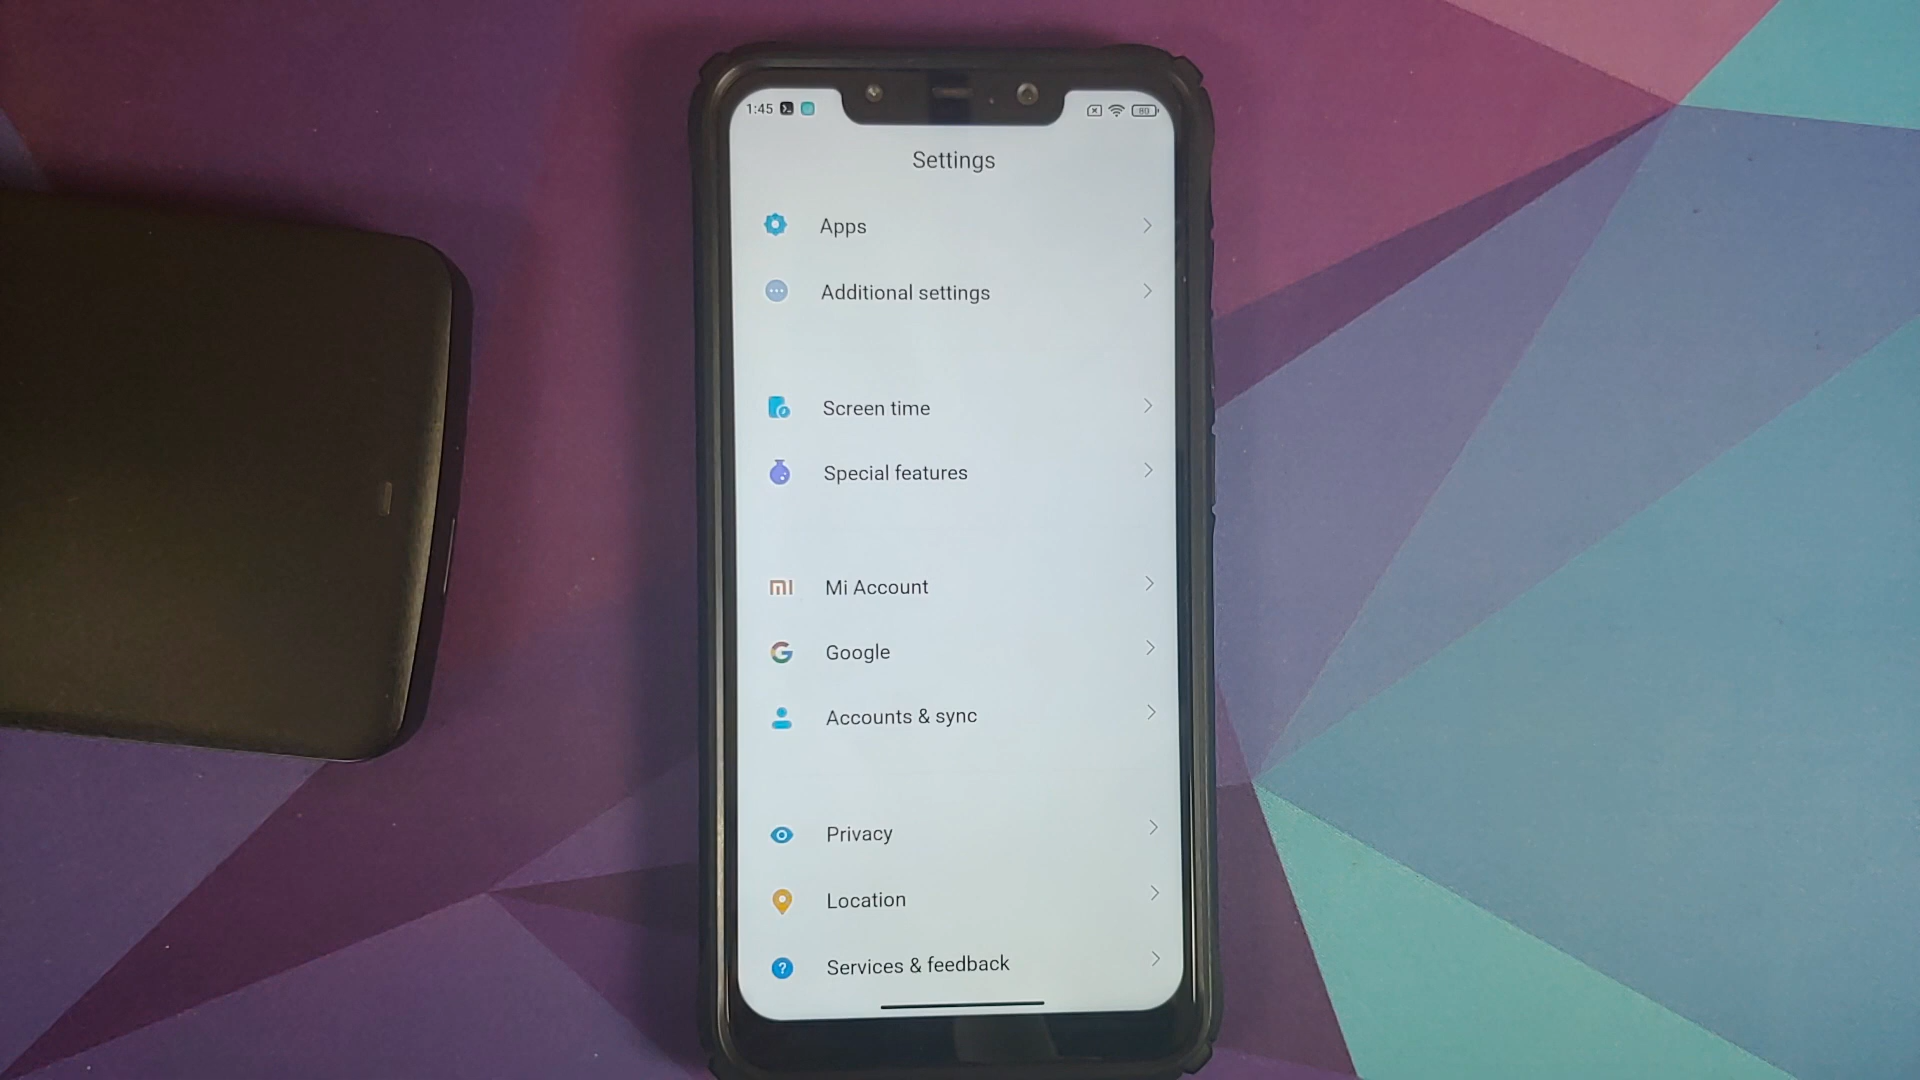 1:45
80
Settings
Apps
Additional settings
Screen time
Special features
Mi Account
Google
Accounts & sync
Privacy
Location
Services & feedback